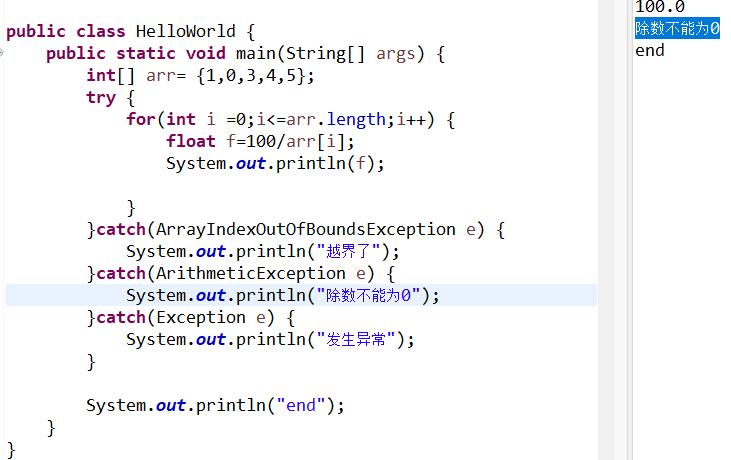 public class HelloWorld {
    public static void main(String[] args) {
        int[] arr= {1,0,3,4,5};
        try {
            for(int i =0;i<=arr.length;i++) {
                float f=100/arr[i];
                System.out.println(f);

            }
        }catch(ArrayIndexOutOfBoundsException e) {
            System.out.println("越界了");
        }catch(ArithmeticException e) {
            System.out.println("除数不能为0");
        }catch(Exception e) {
            System.out.println("发生异常");
        }

        System.out.println("end");
    }
}
100.0
除数不能为0
end